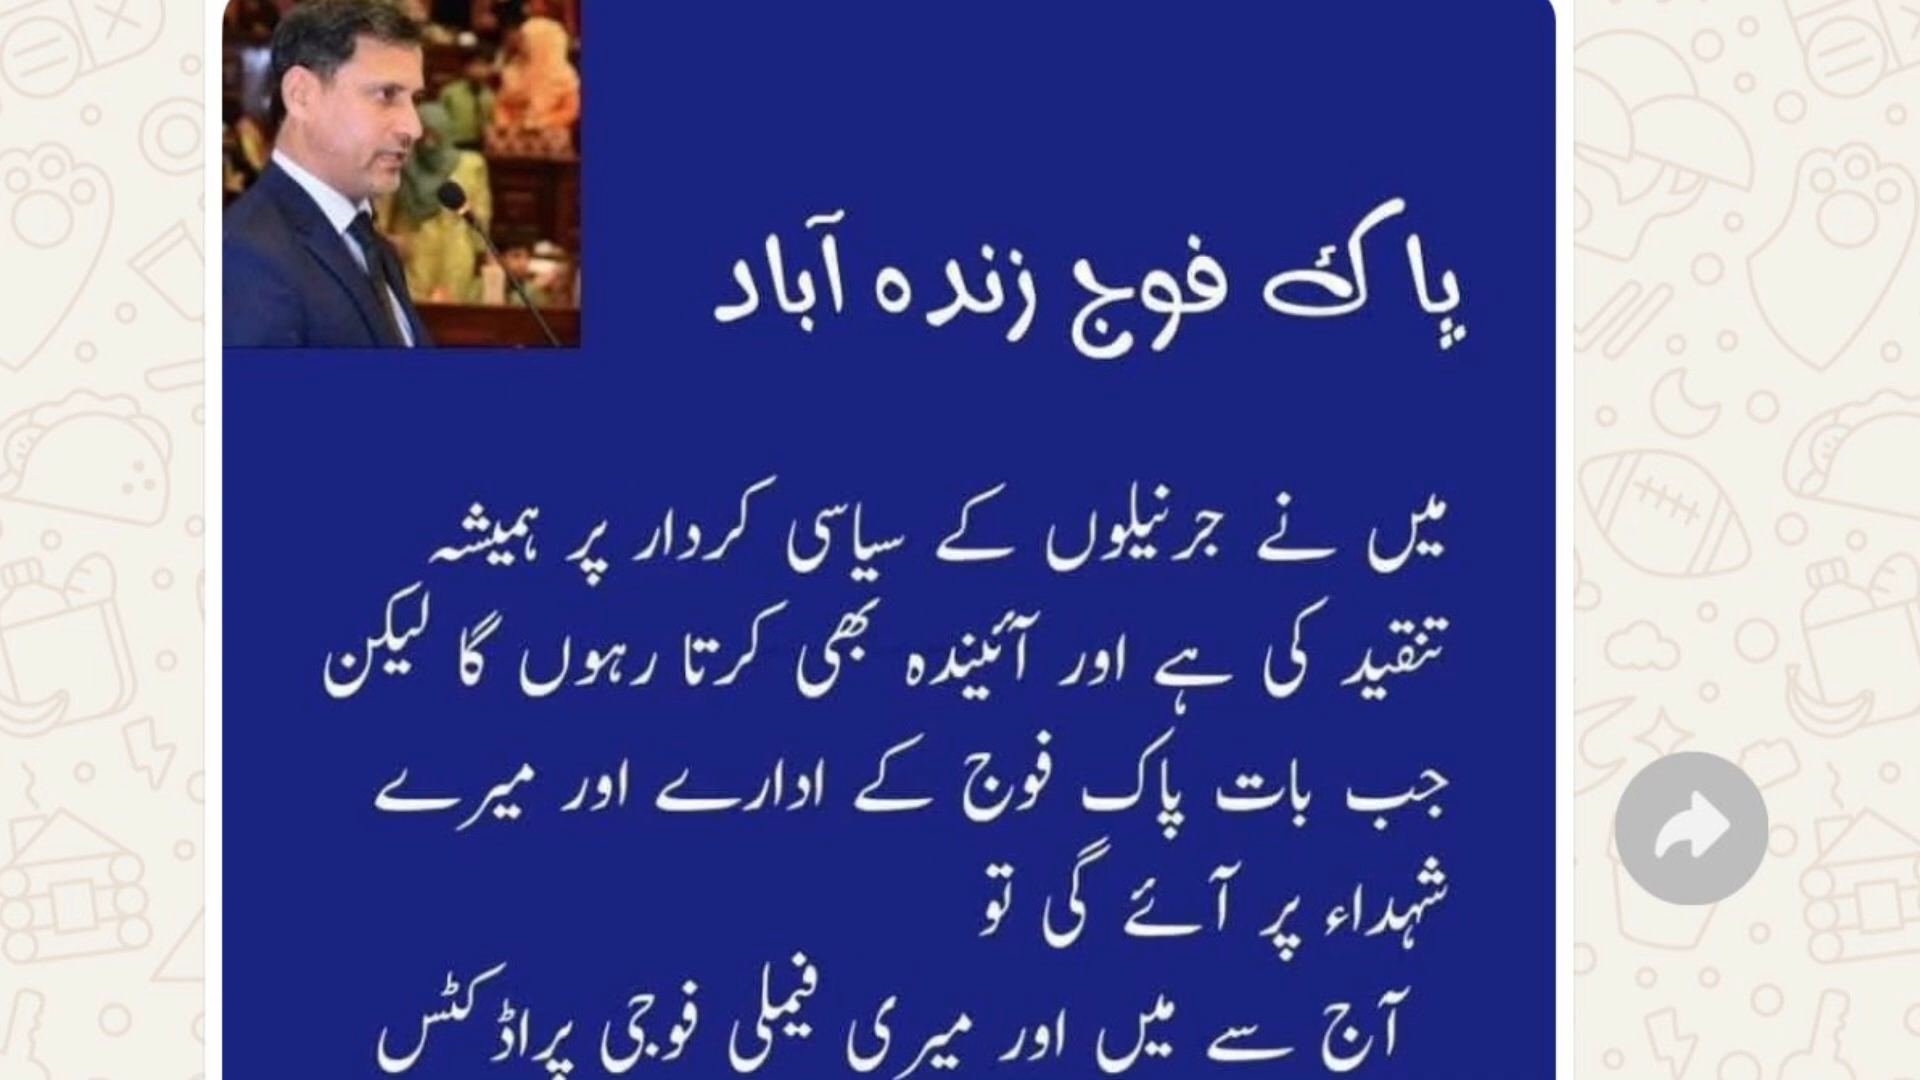 پاک فوج زندہ آباد
میں نے جرنیلوں کے سیاسی کردار پر ہمیشہ
تنقید کی ہے اور آئیندہ بھی کرتا رہوں گا لیکن
جب بات پاک فوج کے ادارے اور میرے
شہداء پر آئے گی تو
آج سے میں اور میری فیملی فوجی پراڈکٹس